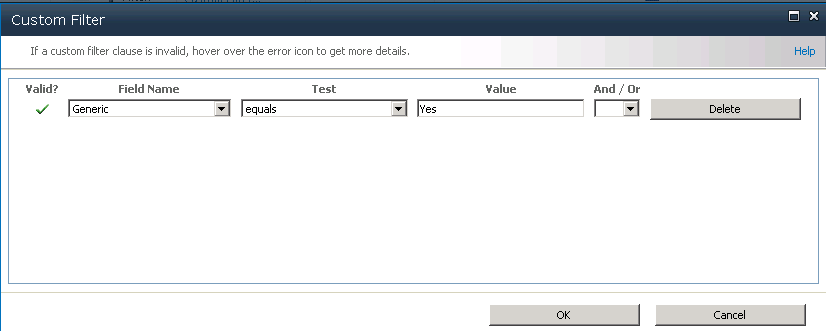 Custom Filter
If a custom filter clause is invalid, hover over the error icon to get more details.
Help
Valid? Field Name Test Value And / Or
Generic equals Yes Delete
OK Cancel